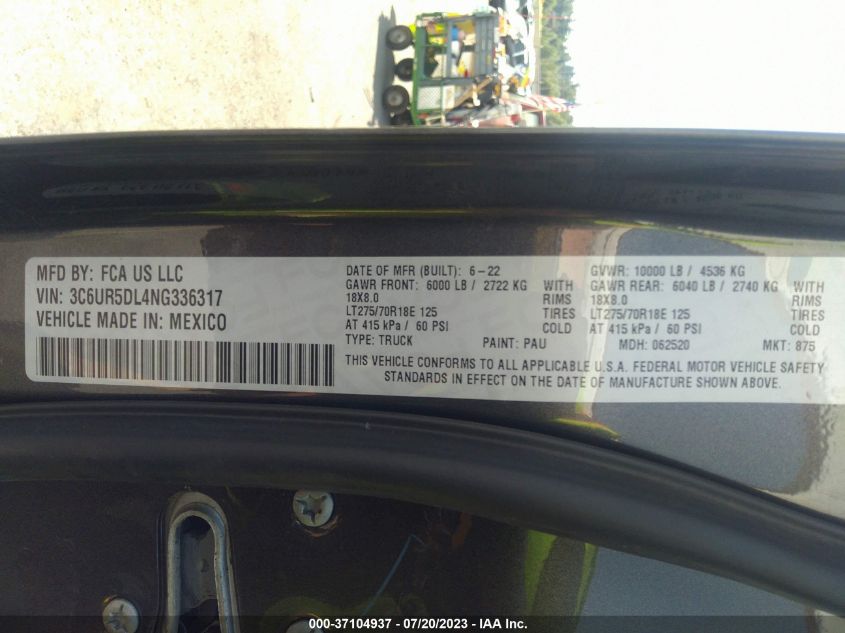 MFD BY: FCA US LLC
VIN: 3C6UR5DL4NG336317
VEHICLE MADE IN: MEXICO
DATE OF MFR (BUILT): 6-22
GAWR FRONT: 6000 LB / 2722 KG
18X8.0 RIMS
LT275/70R18E 125 TIRES
AT 415 kPa / 60 PSI COLD
TYPE: TRUCK PAINT: PAU
GVWR: 10000 LB / 4536 KG
GAWR REAR: 6040 LB / 2740 KG
18X8.0 RIMS
LT275/70R18E 125 TIRES
AT 415 kPa / 60 PSI COLD
MDH: 062520 MKT: 875
THIS VEHICLE CONFORMS TO ALL APPLICABLE U.S.A. FEDERAL MOTOR VEHICLE SAFETY
STANDARDS IN EFFECT ON THE DATE OF MANUFACTURE SHOWN ABOVE.
000-37104937 - 07/20/2023 - IAA Inc.